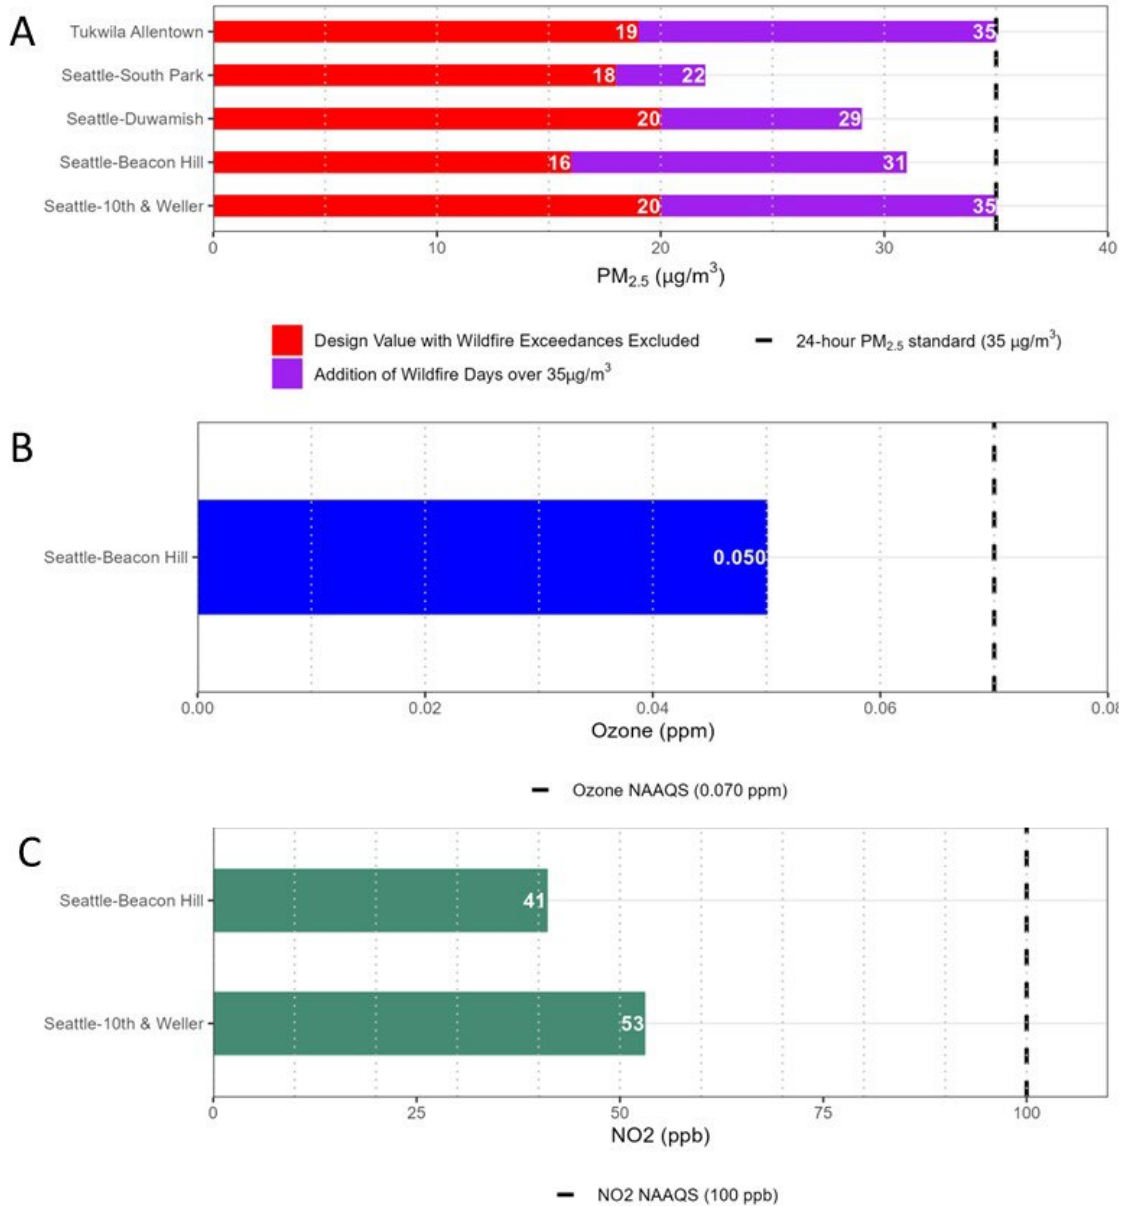 A
Tukwila Allentown 19 35
Seattle-South Park 18 22
Seattle-Duwamish 20 29
Seattle-Beacon Hill 16 31
Seattle-10th & Weller 20 35
0 10 20 30 40
PM2.5 (µg/m³)
Design Value with Wildfire Exceedances Excluded
24-hour PM2.5 standard (35 µg/m³)
Addition of Wildfire Days over 35µg/m³
B
Seattle-Beacon Hill 0.050
0.00 0.02 0.04 0.06
Ozone (ppm)
Ozone NAAQS (0.070 ppm)
C
Seattle-Beacon Hill 41
Seattle-10th & Weller 53
0 25 50 75 100
NO2 (ppb)
NO2 NAAQS (100 ppb)